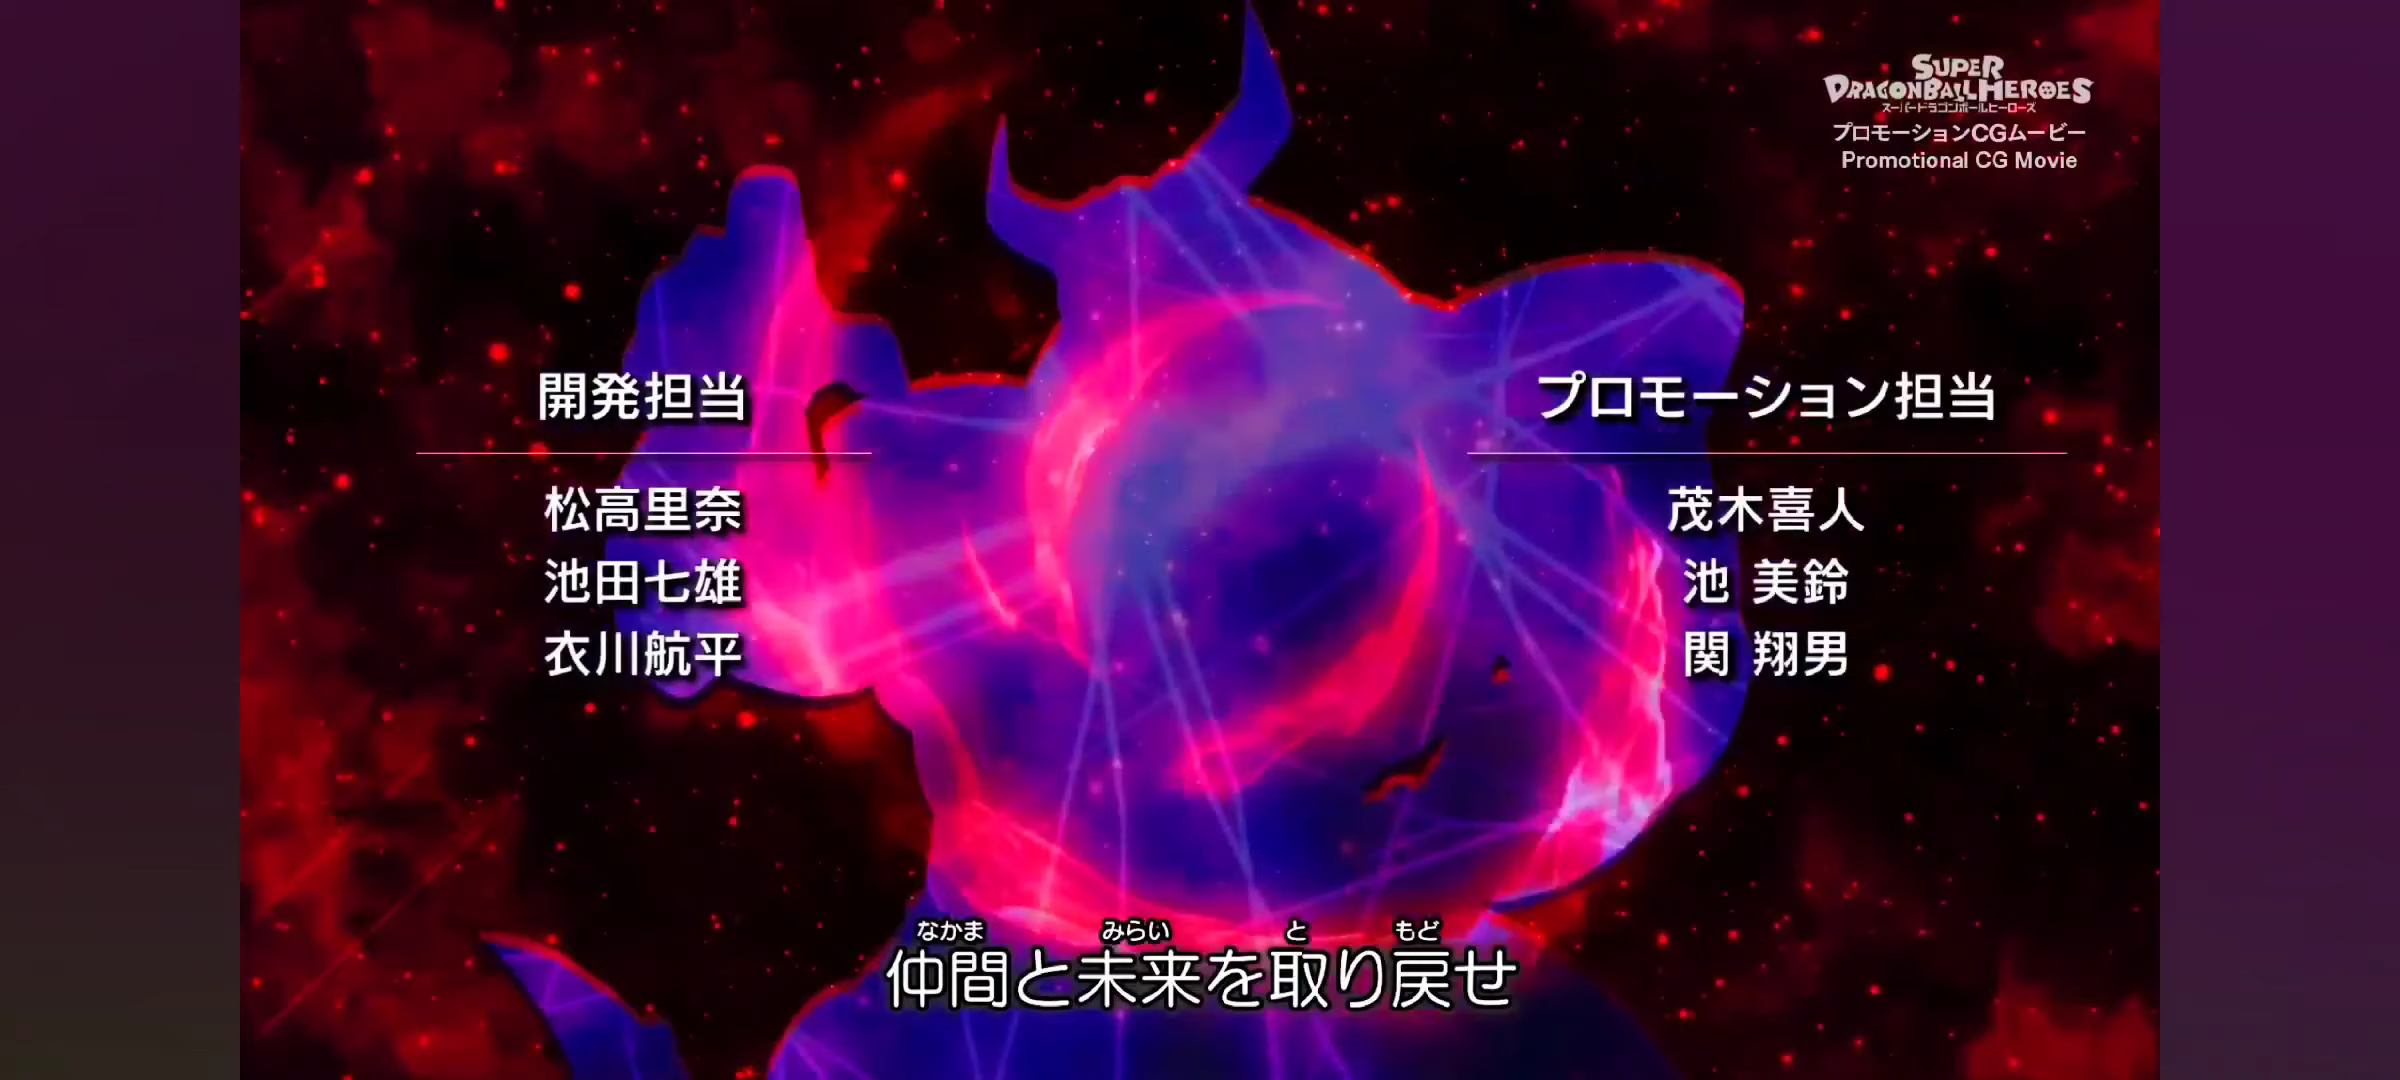 SUPER
DRAGONBALL HEROES
スーパードラゴンボールヒーローズ
プロモーションCGムービー
Promotional CG Movie
開発担当
松高里奈
池田七雄
衣川航平
プロモーション担当
茂木喜人
池 美鈴
関 翔男
なかま みらい と もど
仲間と未来を取り戻せ